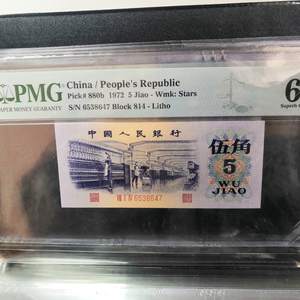 PMG
PAPER MONEY GUARANTY
China / People's Republic
Pick# 880b 1972 5 Jiao - Wmk: Stars
S/N 6538647 Block 814 - Litho
6
中国人民银行
伍角
5
WU
JIAO
6538647